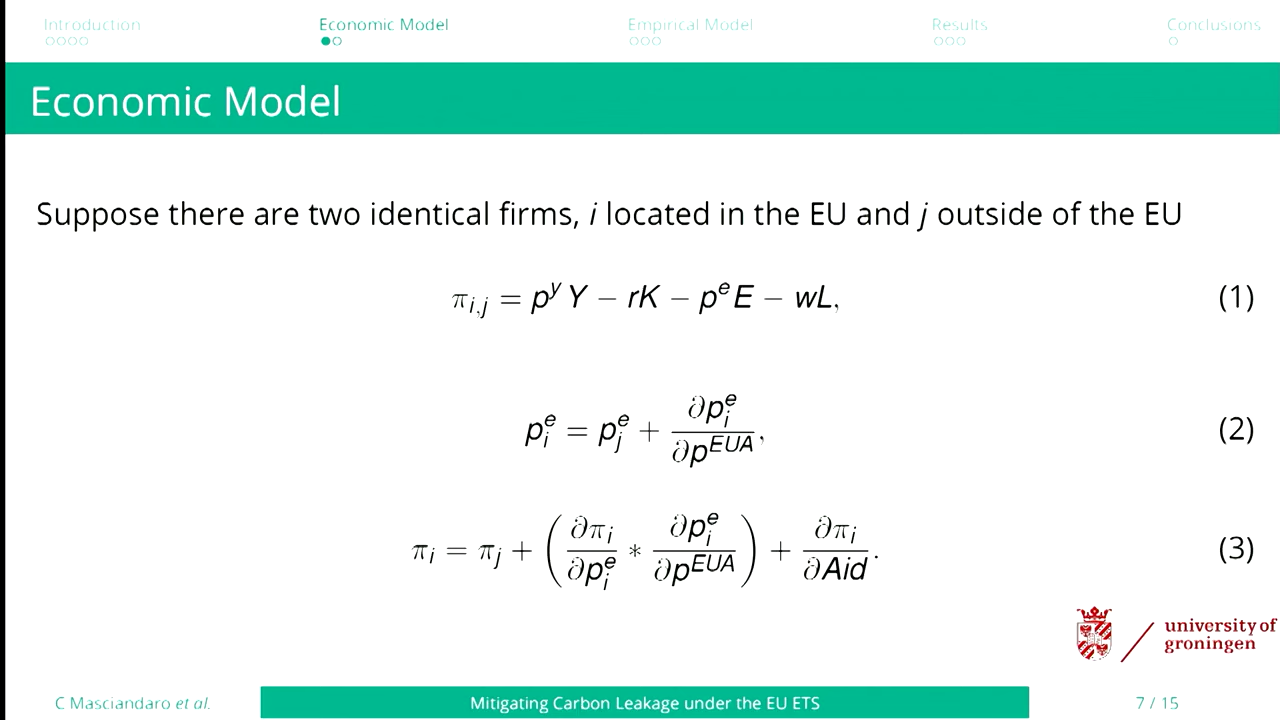 Introduction Economic Model Empirical Model Results Conclusions
Economic Model
Suppose there are two identical firms, i located in the EU and j outside of the EU
π_{i,j} = p^y Y − rK − p^e E − wL, (1)
p_i^e = p_j^e + ∂p_i^e / ∂p^{EUA}, (2)
π_i = π_j + (∂π_i / ∂p_i^e * ∂p_i^e / ∂p^{EUA}) + ∂π_i / ∂Aid. (3)
university of
groningen
C Masciandaro et al. Mitigating Carbon Leakage under the EU ETS 7 / 15